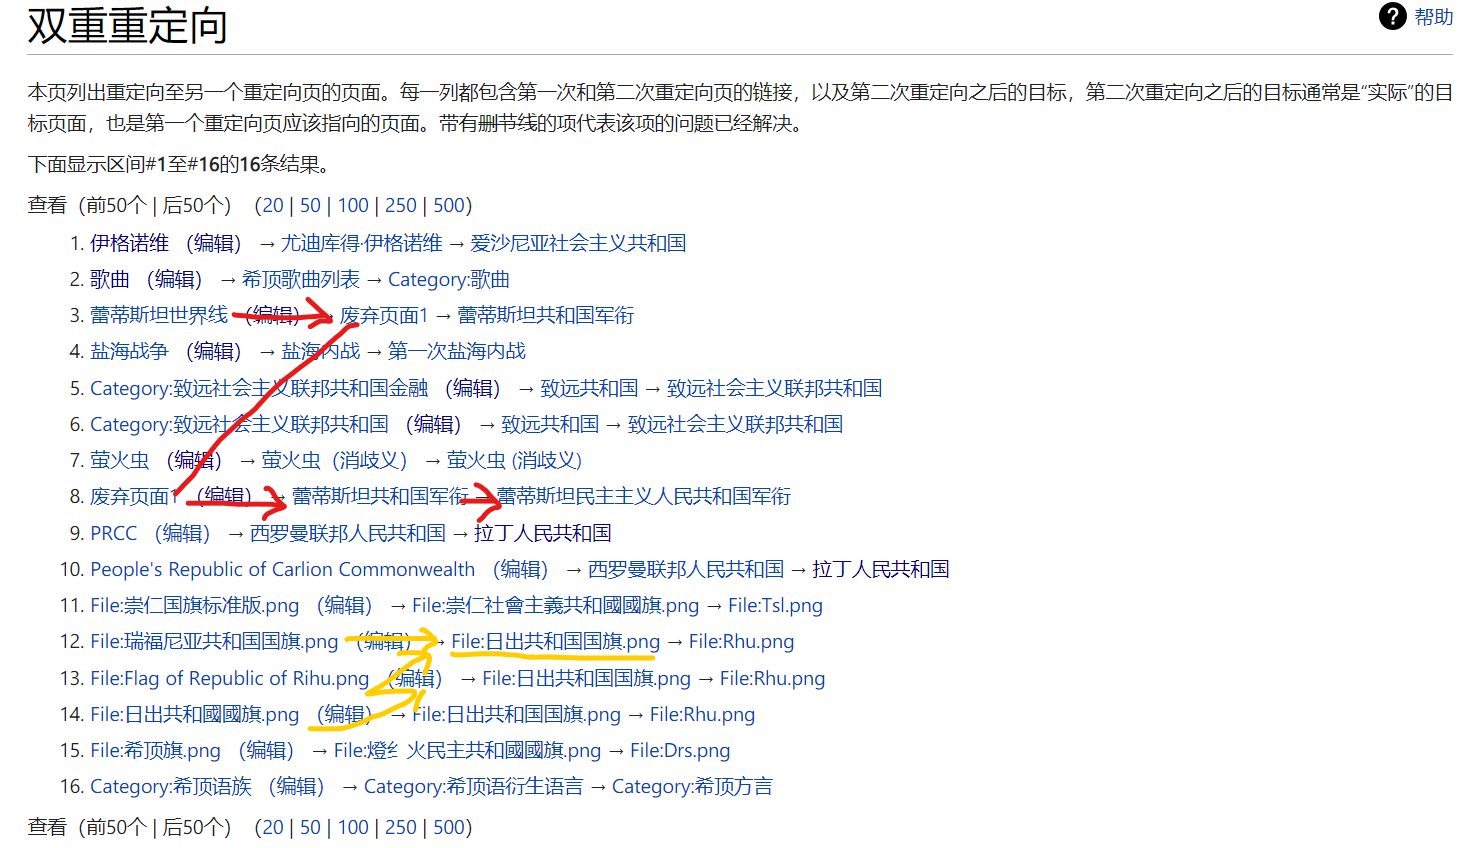 双重重定向
帮助
本页列出重定向至另一个重定向页的页面。每一列都包含第一次和第二次重定向页的链接，以及第二次重定向之后的目标，第二次重定向之后的目标通常是“实际”的目
标页面，也是第一个重定向页应该指向的页面。带有删节线的项代表该项的问题已经解决。
下面显示区间#1至#16的16条结果。
查看（前50个 | 后50个）（20 | 50 | 100 | 250 | 500）
1. 伊格诺维 （编辑） → 尤迪库得·伊格诺维 → 爱沙尼亚社会主义共和国
2. 歌曲 （编辑） → 希顶歌曲列表 → Category:歌曲
3. 蕾蒂斯坦世界线 （编辑） → 废弃页面1 → 蕾蒂斯坦共和国军衔
4. 盐海战争 （编辑） → 盐海内战 → 第一次盐海内战
5. Category:致远社会主义联邦共和国金融 （编辑） → 致远共和国 → 致远社会主义联邦共和国
6. Category:致远社会主义联邦共和国 （编辑） → 致远共和国 → 致远社会主义联邦共和国
7. 萤火虫 （编辑） → 萤火虫（消歧义） → 萤火虫 (消歧义)
8. 废弃页面1 （编辑） → 蕾蒂斯坦共和国军衔 → 蕾蒂斯坦民主主义人民共和国军衔
9. PRCC （编辑） → 西罗曼联邦人民共和国 → 拉丁人民共和国
10. People's Republic of Carlion Commonwealth （编辑） → 西罗曼联邦人民共和国 → 拉丁人民共和国
11. File:崇仁国旗标准版.png （编辑） → File:崇仁社會主義共和國國旗.png → File:Tsl.png
12. File:瑞福尼亚共和国国旗.png （编辑） → File:日出共和国国旗.png → File:Rhu.png
13. File:Flag of Republic of Rihu.png （编辑） → File:日出共和国国旗.png → File:Rhu.png
14. File:日出共和國國旗.png （编辑） → File:日出共和国国旗.png → File:Rhu.png
15. File:希顶旗.png （编辑） → File:燈纟火民主共和國國旗.png → File:Drs.png
16. Category:希顶语族 （编辑） → Category:希顶语衍生语言 → Category:希顶方言
查看（前50个 | 后50个）（20 | 50 | 100 | 250 | 500）